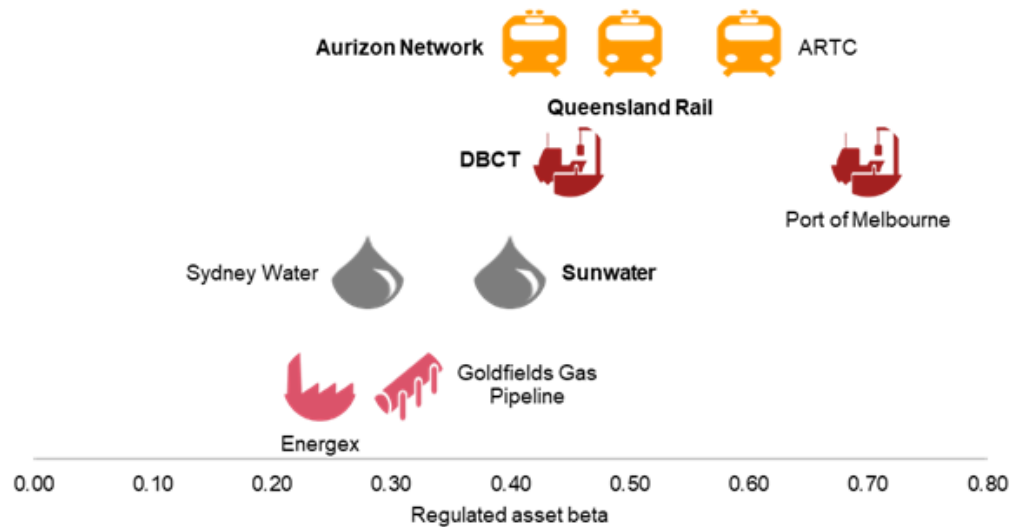 Aurizon Network
ARTC
Queensland Rail
DBCT
Port of Melbourne
Sydney Water
Sunwater
Goldfields Gas
Pipeline
Energex
0.00 0.10 0.20 0.30 0.40 0.50 0.60 0.70 0.80
Regulated asset beta